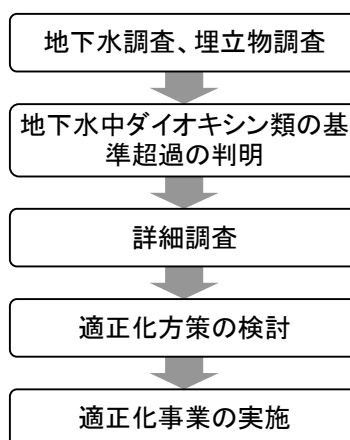 地下水調査、埋立物調査
地下水中ダイオキシン類の基
準超過の判明
詳細調査
適正化方策の検討
適正化事業の実施